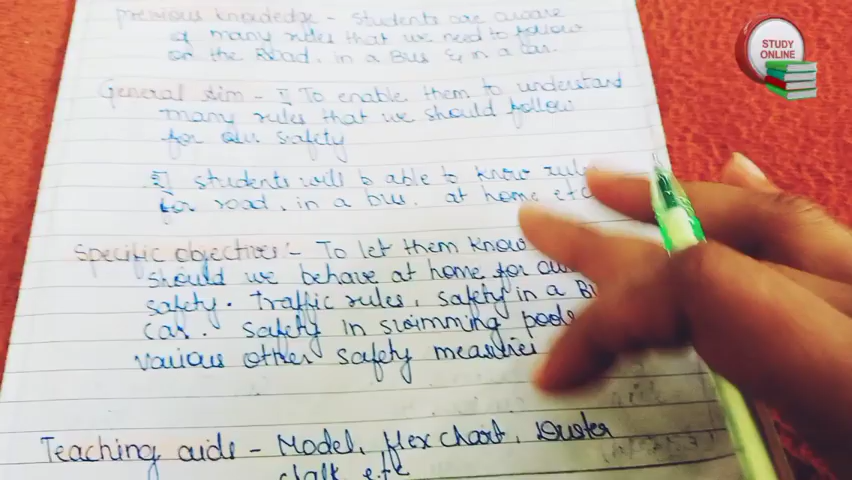 previous knowledge - students are aware
of many rules that we need to follow
on the Road, in a Bus & in a car.
General Aim - I] To enable them to understand
many rules that we should follow
for our safety
II] students will b able to know rules
for road, in a bus, at home etc
Specific objectives:- To let them know
should we behave at home for our
safety. Traffic rules, safety in a Bus
car. safety in swimming pools
various other safety measures
Teaching aids - Model, flex chart, Duster
chalk etc
STUDY
ONLINE